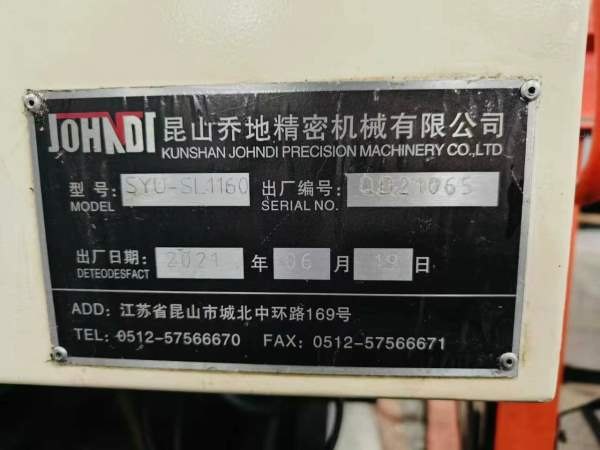 JOHNDI 昆山乔地精密机械有限公司
KUNSHAN JOHNDI PRECISION MACHINERY CO.,LTD
型号: SYU-SL1160 出厂编号: QD21065
MODEL SERIAL NO.
出厂日期: 2021 年 06 月 19 日
DETEODESFACT
ADD: 江苏省昆山市城北中环路169号
TEL: 0512-57566670 FAX: 0512-57566671